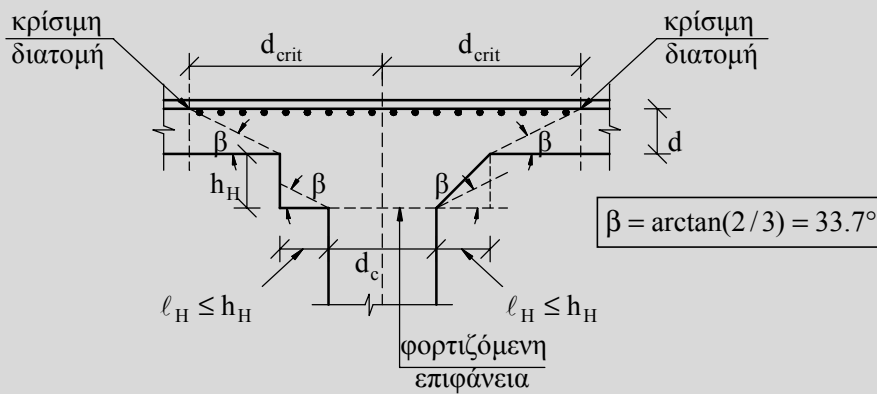 κρίσιμη
διατομή
d_crit
d_crit
κρίσιμη
διατομή
β
β
d
h_H
β
β
β = arctan(2/3) = 33.7°
d_c
ℓ_H ≤ h_H
ℓ_H ≤ h_H
φορτιζόμενη
επιφάνεια